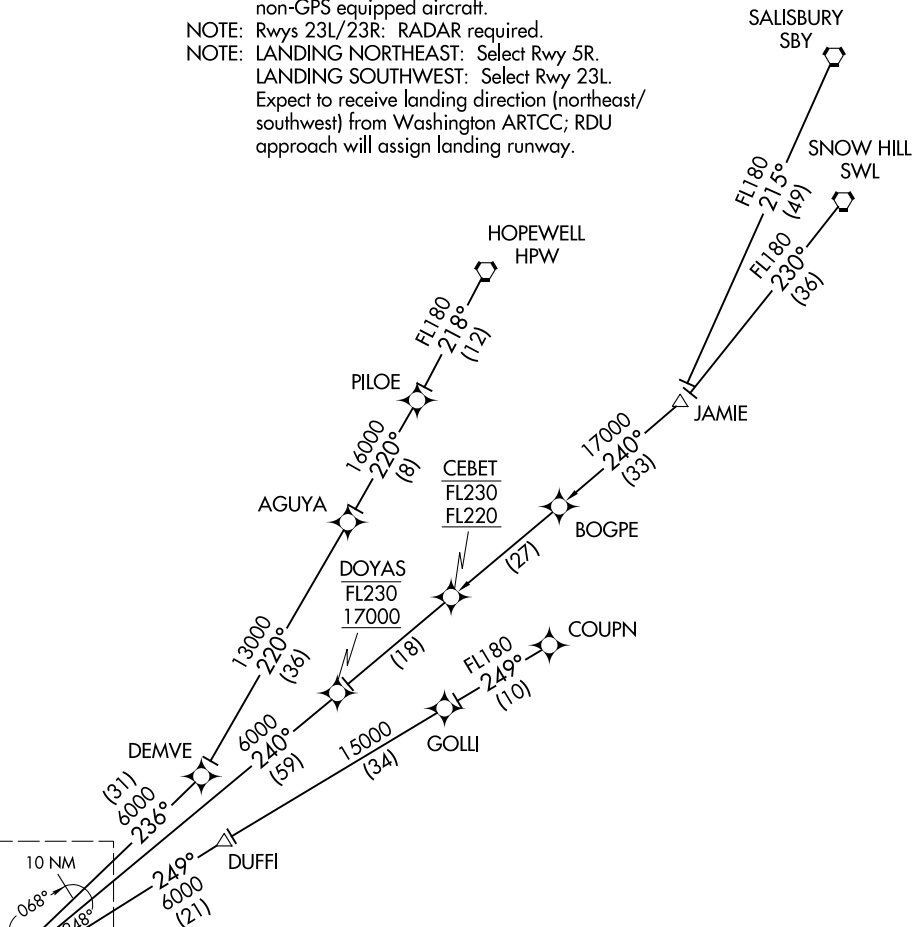 non-GPS equipped aircraft.
NOTE: Rwys 23L/23R: RADAR required.
NOTE: LANDING NORTHEAST: Select Rwy 5R.
LANDING SOUTHWEST: Select Rwy 23L.
Expect to receive landing direction (northeast/
southwest) from Washington ARTCC; RDU
approach will assign landing runway.
SALISBURY
SBY
SNOW HILL
SWL
FL180
215°
(49)
FL180
230°
(36)
HOPEWELL
HPW
FL180
218°
(12)
PILOE
JAMIE
16000
220°
(8)
17000
240°
(33)
CEBET
FL230
FL220
AGUYA
BOGPE
(27)
DOYAS
FL230
17000
(18)
COUPN
FL180
249°
(10)
13000
220°
(36)
GOLLI
15000
(34)
6000
240°
(59)
DEMVE
(31)
6000
236°
DUFFI
249°
6000
(21)
10 NM
068°
248°